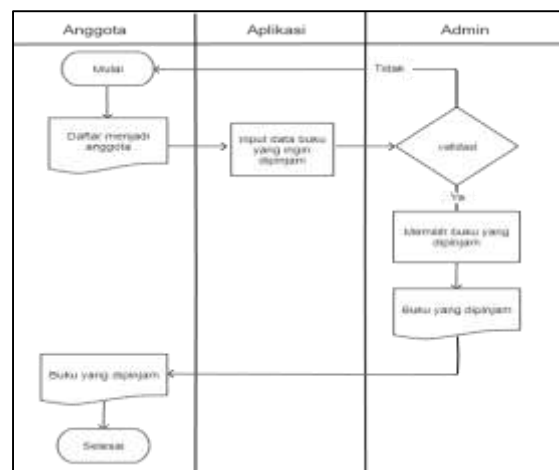 Anggota
Aplikasi
Admin
Mulai
Tidak
Daftar menjadi
anggota
Input data buku
yang ingin
dipinjam
validasi
Ya
Memilih buku yang
dipinjam
Buku yang dipinjam
Buku yang dipinjam
Selesai